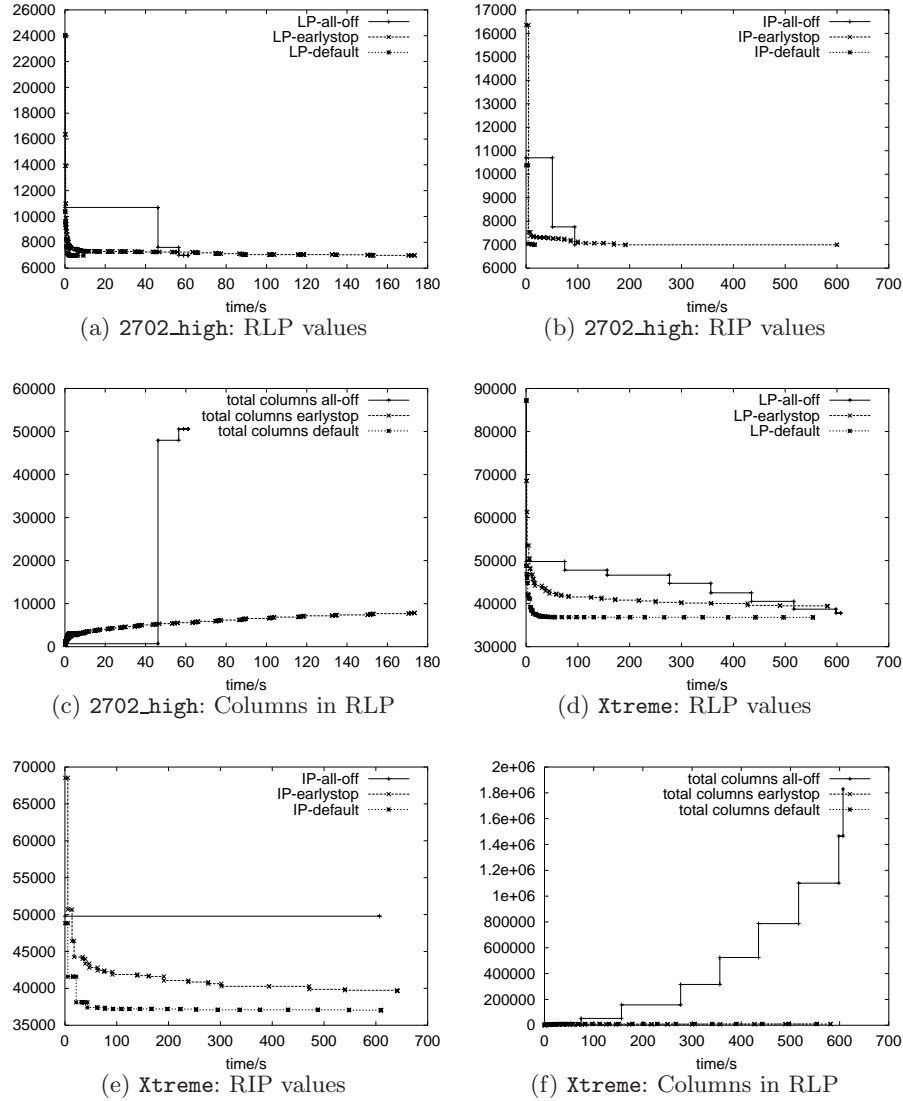 24000
22000
20000
18000
16000
14000
12000
10000
8000
6000
LP-all-off
LP-earlystop
LP-default
0 20 40 60 80 100 120 140 160 180
time/s
(a) 2702_high: RLP values
17000
16000
15000
14000
13000
12000
11000
10000
9000
8000
7000
6000
IP-all-off
IP-earlystop
IP-default
0 100 200 300 400 500 600 700
time/s
(b) 2702_high: RIP values
60000
50000
40000
30000
20000
10000
0
total columns all-off
total columns earlystop
total columns default
0 20 40 60 80 100 120 140 160 180
time/s
(c) 2702_high: Columns in RLP
90000
80000
70000
60000
50000
40000
30000
LP-all-off
LP-earlystop
LP-default
0 100 200 300 400 500 600 700
time/s
(d) Xtreme: RLP values
70000
65000
60000
55000
50000
45000
40000
35000
IP-all-off
IP-earlystop
IP-default
0 100 200 300 400 500 600 700
time/s
(e) Xtreme: RIP values
2e+06
1.8e+06
1.6e+06
1.4e+06
1.2e+06
1e+06
800000
600000
400000
200000
0
total columns all-off
total columns earlystop
total columns default
0 100 200 300 400 500 600 700
time/s
(f) Xtreme: Columns in RLP